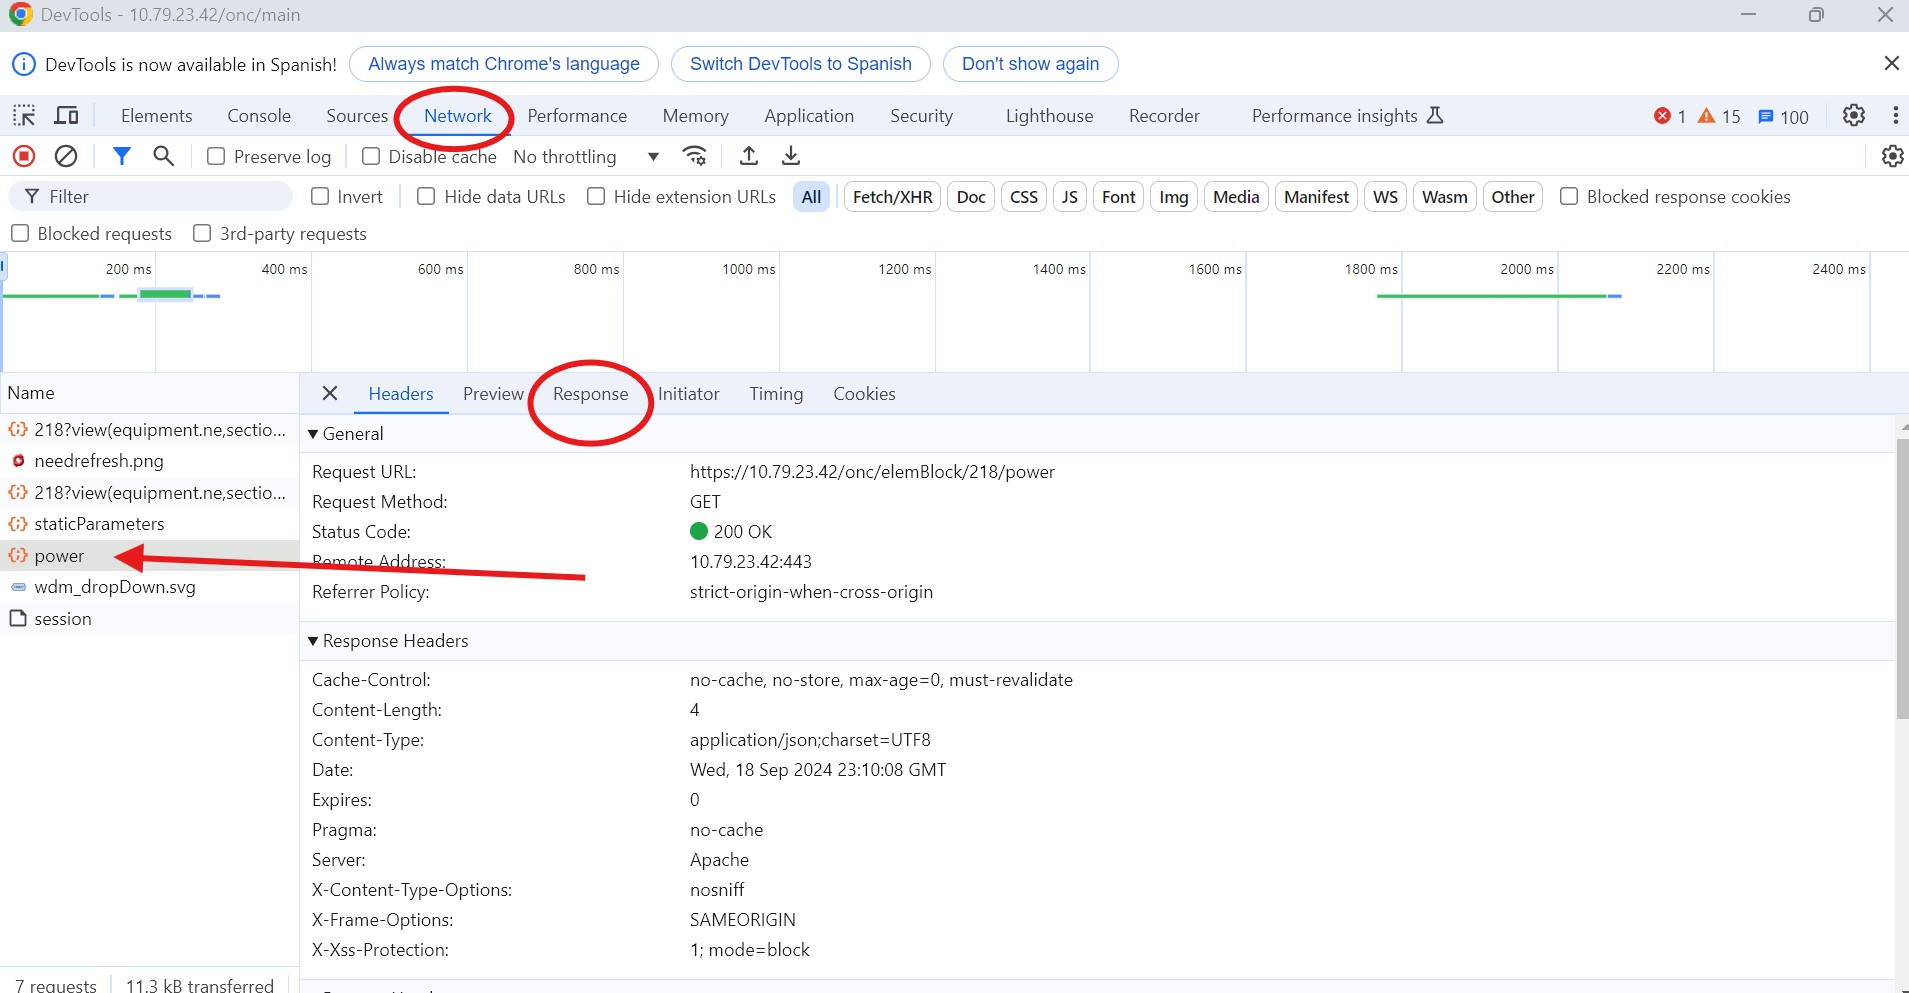 DevTools - 10.79.23.42/onc/main
DevTools is now available in Spanish! Always match Chrome's language Switch DevTools to Spanish Don't show again
Elements Console Sources Network Performance Memory Application Security Lighthouse Recorder Performance insights 1 15 100
Preserve log Disable cache No throttling
Filter Invert Hide data URLs Hide extension URLs All Fetch/XHR Doc CSS JS Font Img Media Manifest WS Wasm Other Blocked response cookies
Blocked requests 3rd-party requests
200 ms 400 ms 600 ms 800 ms 1000 ms 1200 ms 1400 ms 1600 ms 1800 ms 2000 ms 2200 ms 2400 ms
Name
218?view(equipment.ne,sectio...
needrefresh.png
218?view(equipment.ne,sectio...
staticParameters
power
wdm_dropDown.svg
session
7 requests 11.3 kB transferred
Headers Preview Response Initiator Timing Cookies
General
Request URL: https://10.79.23.42/onc/elemBlock/218/power
Request Method: GET
Status Code: 200 OK
Remote Address: 10.79.23.42:443
Referrer Policy: strict-origin-when-cross-origin
Response Headers
Cache-Control: no-cache, no-store, max-age=0, must-revalidate
Content-Length: 4
Content-Type: application/json;charset=UTF8
Date: Wed, 18 Sep 2024 23:10:08 GMT
Expires: 0
Pragma: no-cache
Server: Apache
X-Content-Type-Options: nosniff
X-Frame-Options: SAMEORIGIN
X-Xss-Protection: 1; mode=block